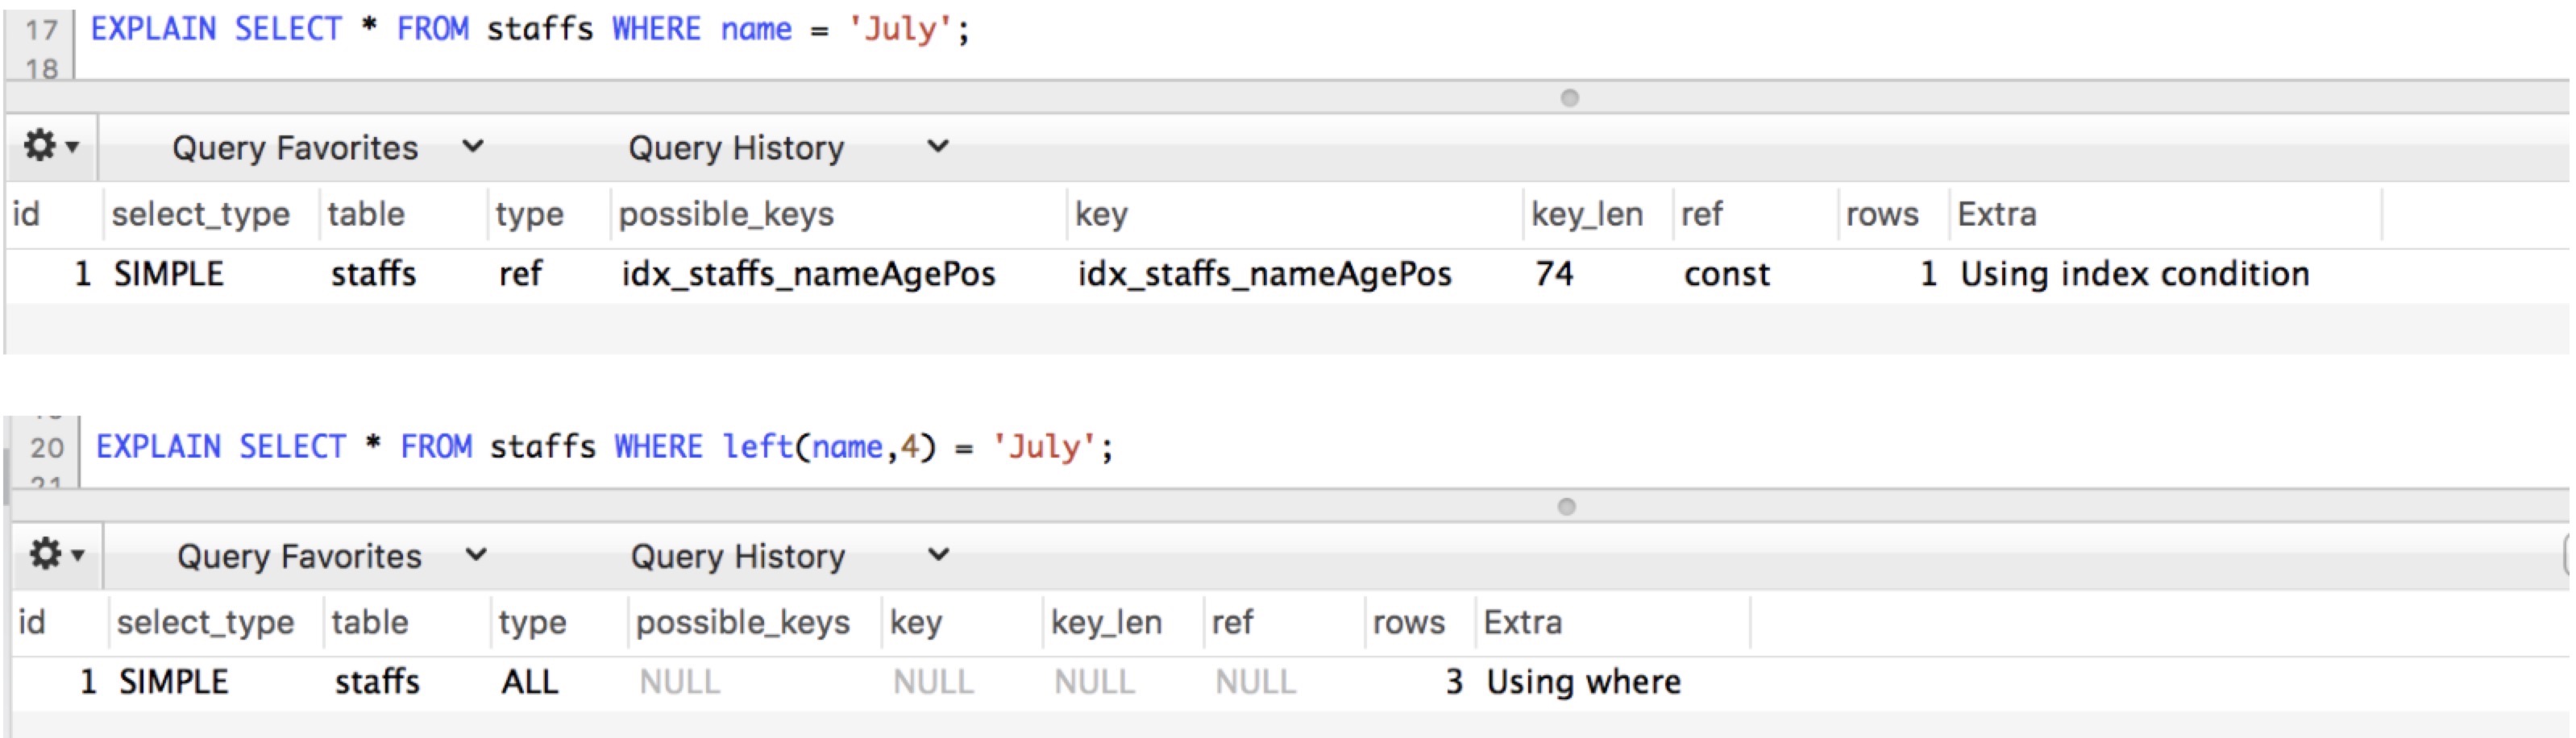 17 EXPLAIN SELECT * FROM staffs WHERE name = 'July';
18
Query Favorites Query History
id select_type table type possible_keys key key_len ref rows Extra
1 SIMPLE staffs ref idx_staffs_nameAgePos idx_staffs_nameAgePos 74 const 1 Using index condition
20 EXPLAIN SELECT * FROM staffs WHERE left(name,4) = 'July';
21
Query Favorites Query History
id select_type table type possible_keys key key_len ref rows Extra
1 SIMPLE staffs ALL NULL NULL NULL NULL 3 Using where